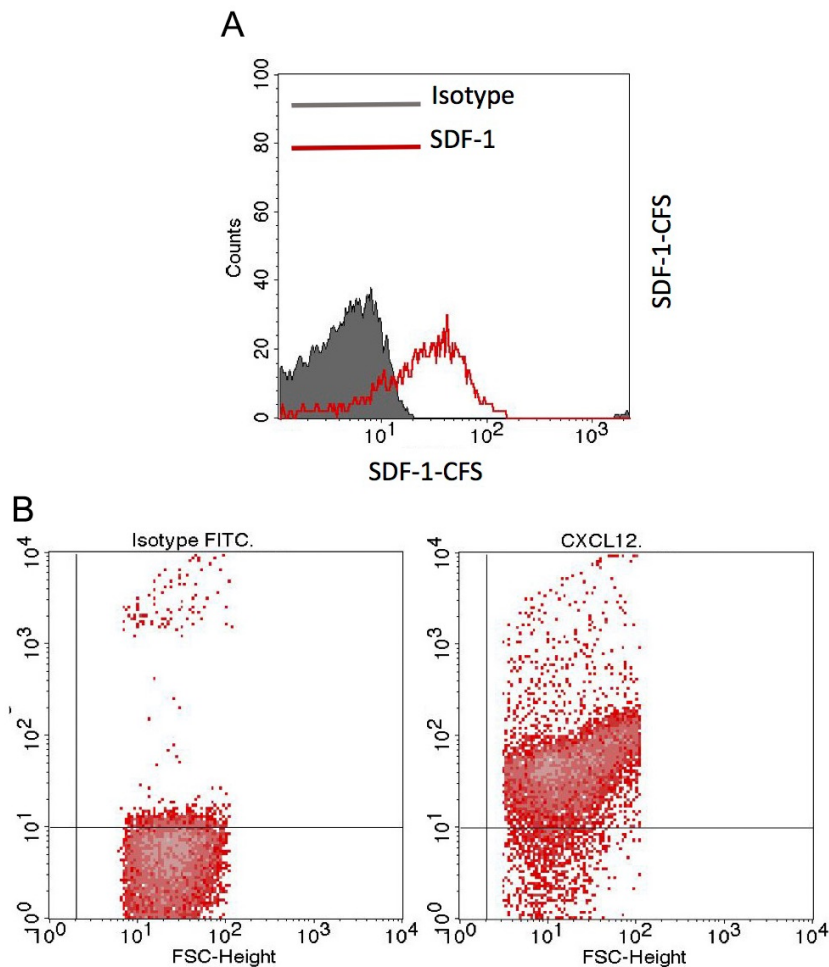 A
Isotype
SDF-1
100
80
60
40
20
0
Counts
10¹
10²
10³
SDF-1-CFS
SDF-1-CFS
B
Isotype FITC.
10⁴
10³
10²
10¹
10⁰
10⁰
10¹
10²
10³
10⁴
FSC-Height
CXCL12.
10⁴
10³
10²
10¹
10⁰
10⁰
10¹
10²
10³
10⁴
FSC-Height